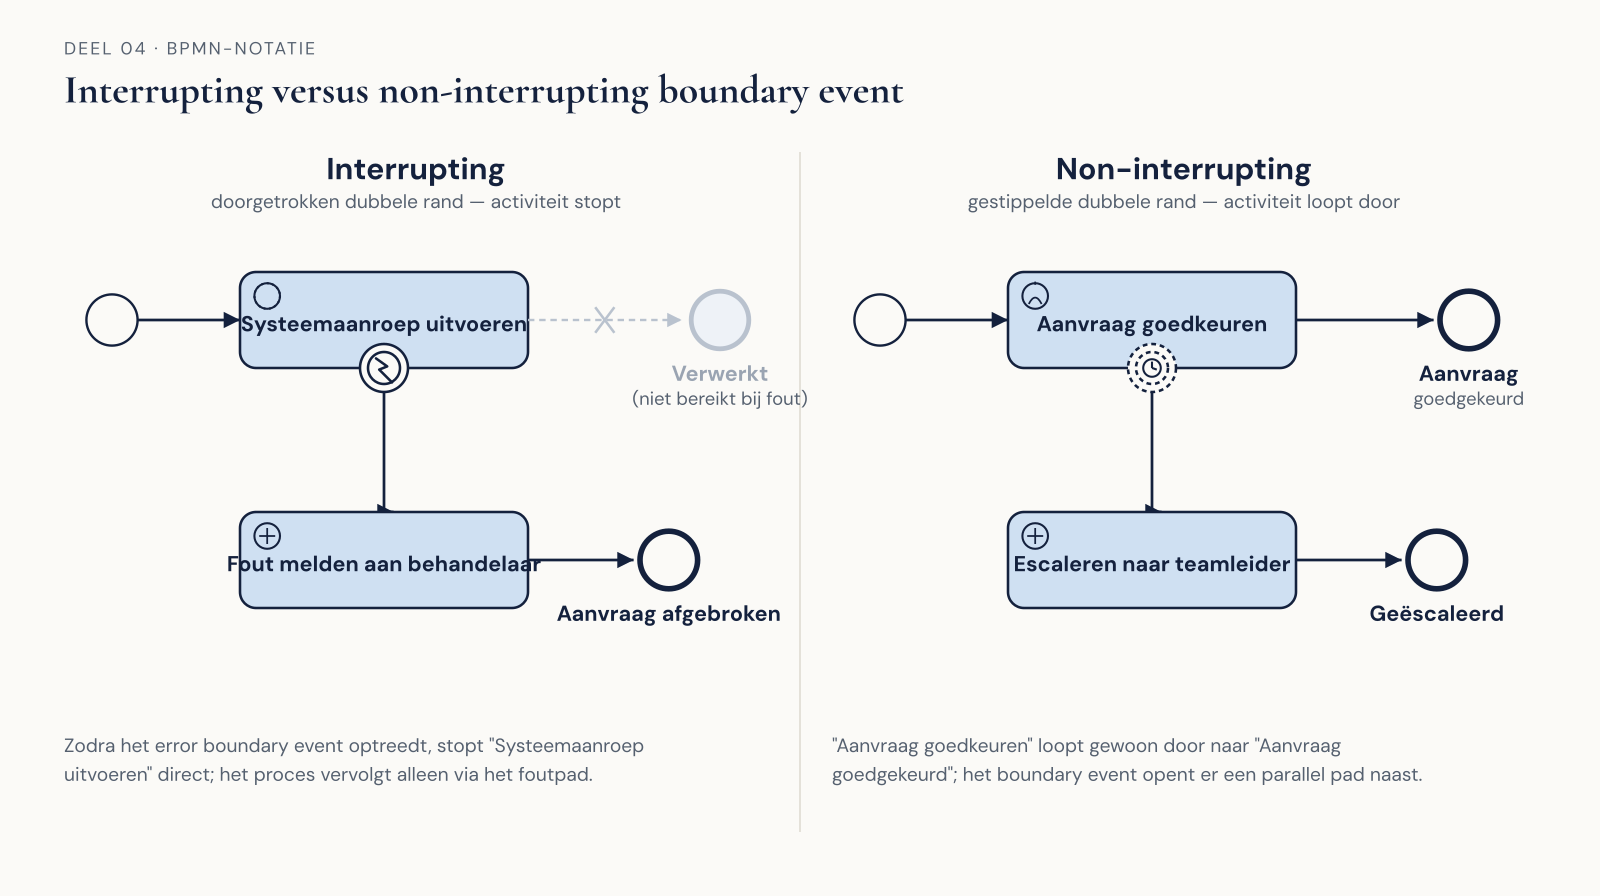 DEEL 04 · BPMN-NOTATIE
Interrupting versus non-interrupting boundary event
Interrupting
doorgetrokken dubbele rand — activiteit stopt
Systeemaanroep uitvoeren
Verwerkt
(niet bereikt bij fout)
Fout melden aan behandelaar
Aanvraag afgebroken
Zodra het error boundary event optreedt, stopt "Systeemaanroep
uitvoeren" direct; het proces vervolgt alleen via het foutpad.
Non-interrupting
gestippelde dubbele rand — activiteit loopt door
Aanvraag goedkeuren
Aanvraag
goedgekeurd
Escaleren naar teamleider
Geëscaleerd
"Aanvraag goedkeuren" loopt gewoon door naar "Aanvraag
goedgekeurd"; het boundary event opent er een parallel pad naast.